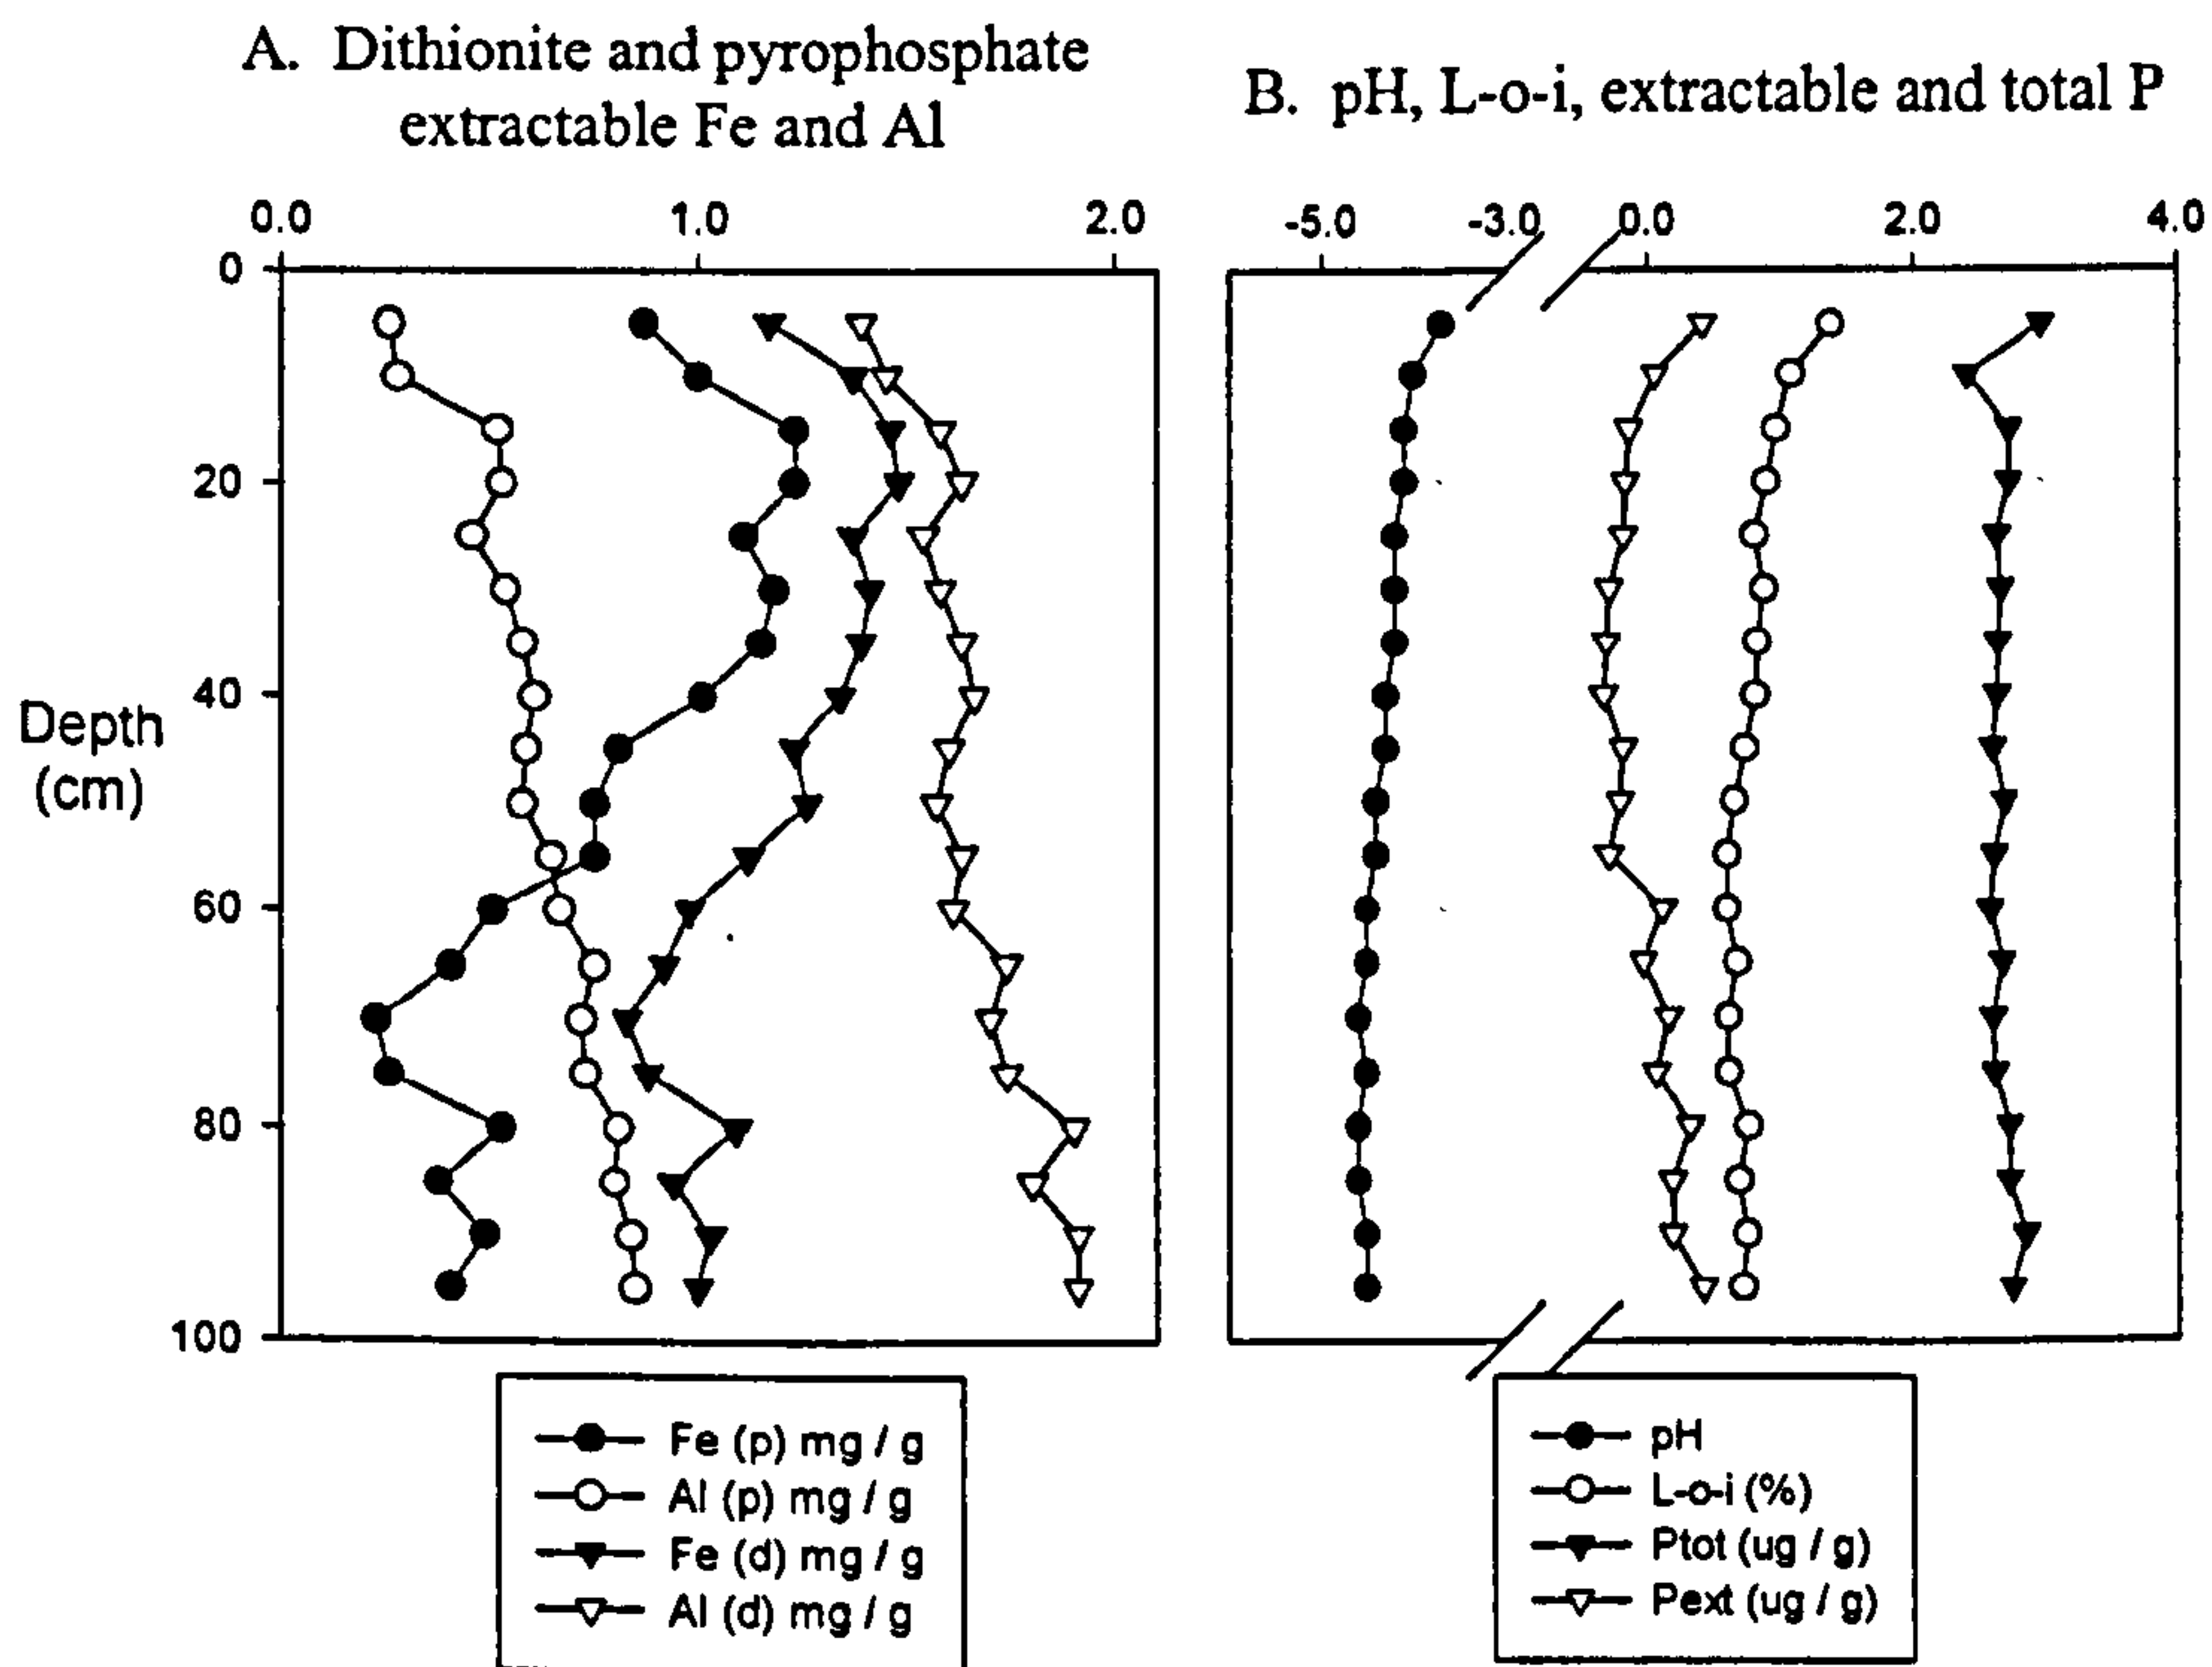 A. Dithionite and pyrophosphate
extractable Fe and Al
B. pH, L-o-i, extractable and total P
0.0 1.0 2.0
-5.0 -3.0 0.0 2.0 4.0
0
20
40
60
80
100
Depth
(cm)
Fe (p) mg / g
Al (p) mg / g
Fe (d) mg / g
Al (d) mg / g
pH
L-o-i (%)
Ptot (ug / g)
Pext (ug / g)